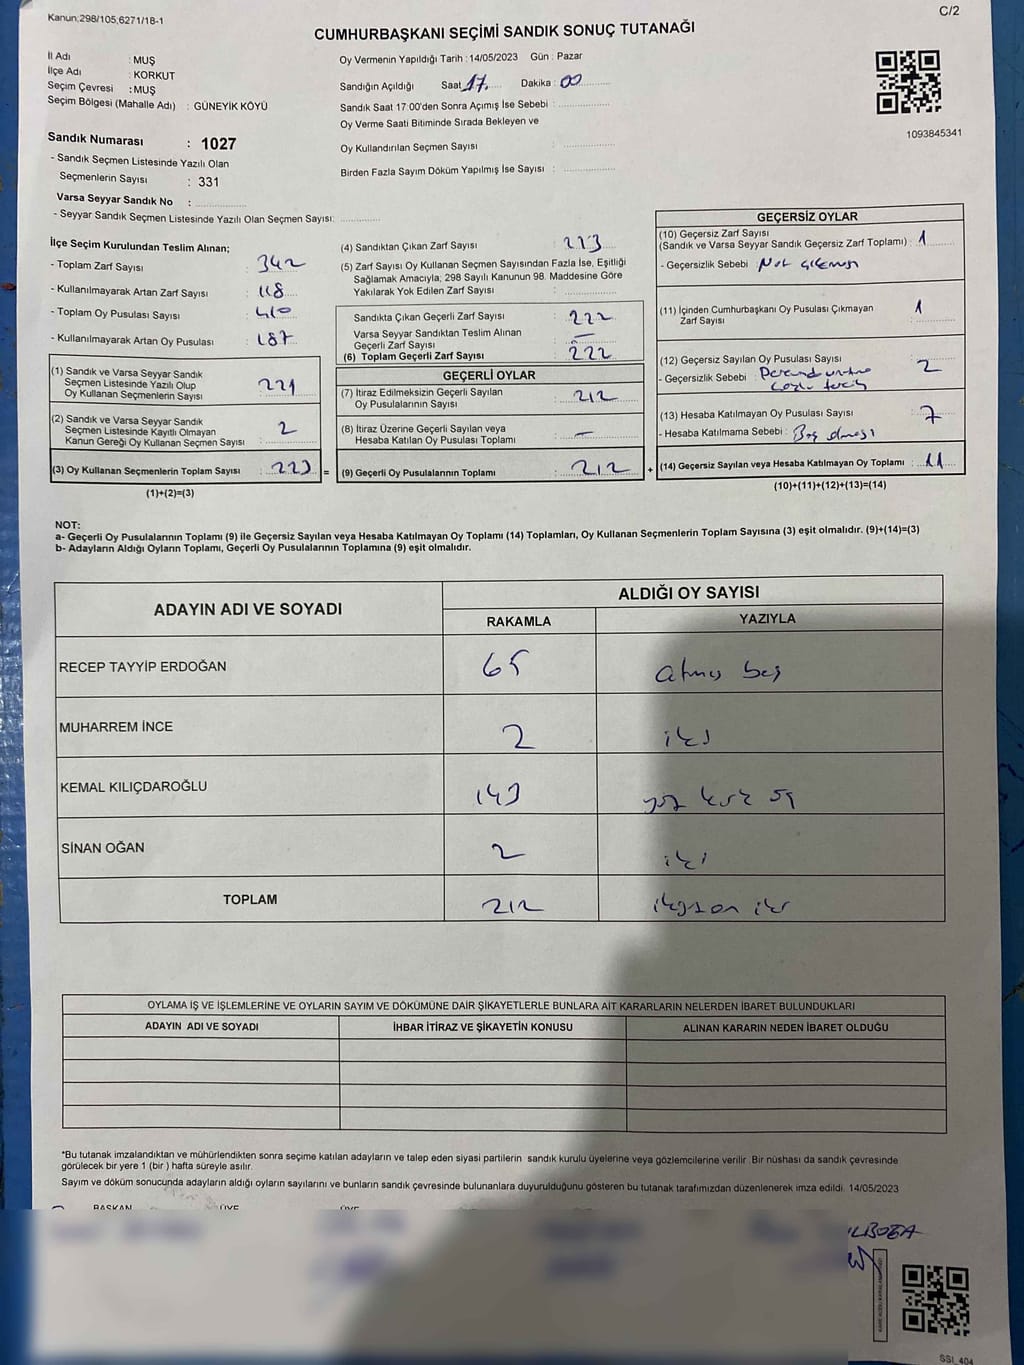 Kanun;298/105,6271/18-1
C/2
CUMHURBAŞKANI SEÇİMİ SANDIK SONUÇ TUTANAĞI
İl Adı : MUŞ
İlçe Adı : KORKUT
Seçim Çevresi : MUŞ
Seçim Bölgesi (Mahalle Adı) : GÜNEYİK KÖYÜ
Oy Vermenin Yapıldığı Tarih : 14/05/2023 Gün : Pazar
Sandığın Açıldığı Saat 17 Dakika : 00
Sandık Saat 17:00'den Sonra Açımış İse Sebebi :
Oy Verme Saati Bitiminde Sırada Bekleyen ve
Oy Kullandırılan Seçmen Sayısı :
Birden Fazla Sayım Döküm Yapılmış İse Sayısı :
1093845341
Sandık Numarası : 1027
- Sandık Seçmen Listesinde Yazılı Olan
Seçmenlerin Sayısı : 331
Varsa Seyyar Sandık No :
- Seyyar Sandık Seçmen Listesinde Yazılı Olan Seçmen Sayısı:
İlçe Seçim Kurulundan Teslim Alınan;
- Toplam Zarf Sayısı : 342
- Kullanılmayarak Artan Zarf Sayısı : 118
- Toplam Oy Pusulası Sayısı : 410
- Kullanılmayarak Artan Oy Pusulası : 187
(1) Sandık ve Varsa Seyyar Sandık
Seçmen Listesinde Yazılı Olup
Oy Kullanan Seçmenlerin Sayısı : 221
(2) Sandık ve Varsa Seyyar Sandık
Seçmen Listesinde Kayıtlı Olmayan
Kanun Gereği Oy Kullanan Seçmen Sayısı : 2
(3) Oy Kullanan Seçmenlerin Toplam Sayısı : 223 =
(1)+(2)=(3)
(4) Sandıktan Çıkan Zarf Sayısı : 223
(5) Zarf Sayısı Oy Kullanan Seçmen Sayısından Fazla İse, Eşitliği
Sağlamak Amacıyla; 298 Sayılı Kanunun 98. Maddesine Göre
Yakılarak Yok Edilen Zarf Sayısı :
Sandıkta Çıkan Geçerli Zarf Sayısı : 222
Varsa Seyyar Sandıktan Teslim Alınan
Geçerli Zarf Sayısı : —
(6) Toplam Geçerli Zarf Sayısı : 222
GEÇERLİ OYLAR
(7) İtiraz Edilmeksizin Geçerli Sayılan
Oy Pusulalarının Sayısı : 212
(8) İtiraz Üzerine Geçerli Sayılan veya
Hesaba Katılan Oy Pusulası Toplamı : —
(9) Geçerli Oy Pusulalarının Toplamı : 212 +
GEÇERSİZ OYLAR
(10) Geçersiz Zarf Sayısı
(Sandık ve Varsa Seyyar Sandık Geçersiz Zarf Toplamı) : 1
- Geçersizlik Sebebi :
(11) İçinden Cumhurbaşkanı Oy Pusulası Çıkmayan
Zarf Sayısı : 1
(12) Geçersiz Sayılan Oy Pusulası Sayısı : 2
- Geçersizlik Sebebi :
(13) Hesaba Katılmayan Oy Pusulası Sayısı : 7
- Hesaba Katılmama Sebebi : Boş olması
(14) Geçersiz Sayılan veya Hesaba Katılmayan Oy Toplamı : 11
(10)+(11)+(12)+(13)=(14)
NOT:
a- Geçerli Oy Pusulalarının Toplamı (9) ile Geçersiz Sayılan veya Hesaba Katılmayan Oy Toplamı (14) Toplamları, Oy Kullanan Seçmenlerin Toplam Sayısına (3) eşit olmalıdır. (9)+(14)=(3)
b- Adayların Aldığı Oyların Toplamı, Geçerli Oy Pusulalarının Toplamına (9) eşit olmalıdır.
ADAYIN ADI VE SOYADI
ALDIĞI OY SAYISI
RAKAMLA YAZIYLA
RECEP TAYYİP ERDOĞAN 65 atmış beş
MUHARREM İNCE 2 iki
KEMAL KILIÇDAROĞLU 143 yüz kırk üç
SİNAN OĞAN 2 iki
TOPLAM 212 ikiyüzon iki
OYLAMA İŞ VE İŞLEMLERİNE VE OYLARIN SAYIM VE DÖKÜMÜNE DAİR ŞİKAYETLERLE BUNLARA AİT KARARLARIN NELERDEN İBARET BULUNDUKLARI
ADAYIN ADI VE SOYADI İHBAR İTİRAZ VE ŞİKAYETİN KONUSU ALINAN KARARIN NEDEN İBARET OLDUĞU
*Bu tutanak imzalandıktan ve mühürlendikten sonra seçime katılan adayların ve talep eden siyasi partilerin sandık kurulu üyelerine veya gözlemcilerine verilir. Bir nüshası da sandık çevresinde
görülecek bir yere 1 (bir ) hafta süreyle asılır.
Sayım ve döküm sonucunda adayların aldığı oyların sayılarını ve bunların sandık çevresinde bulunanlara duyurulduğunu gösteren bu tutanak tarafımızdan düzenlenerek imza edildi. 14/05/2023
BAŞKAN ÜYE ÜYE
SSI 404